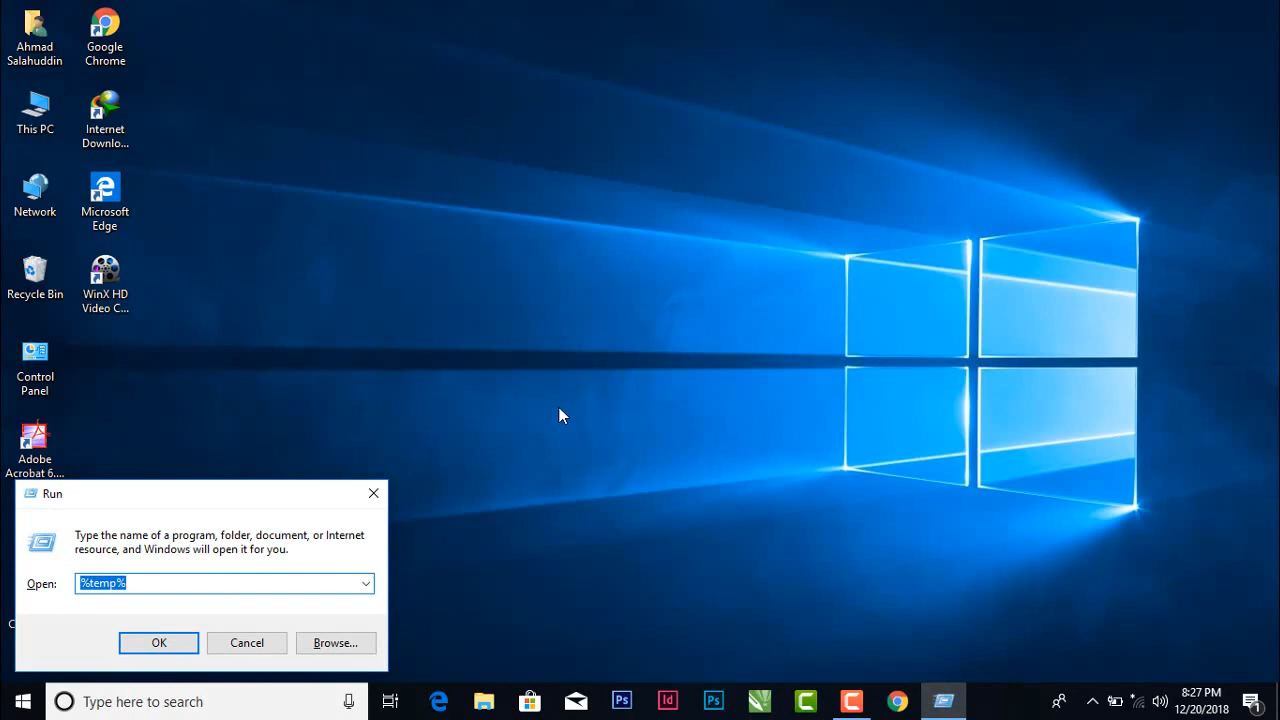 Ahmad
Salahuddin
Google
Chrome
This PC
Internet
Downlo...
Network
Microsoft
Edge
Recycle Bin
WinX HD
Video C...
Control
Panel
Adobe
Acrobat 6....
Run
Type the name of a program, folder, document, or Internet
resource, and Windows will open it for you.
Open:
%temp%
OK
Cancel
Browse...
Type here to search
Ps
Id
Ps
8:27 PM
12/20/2018
1